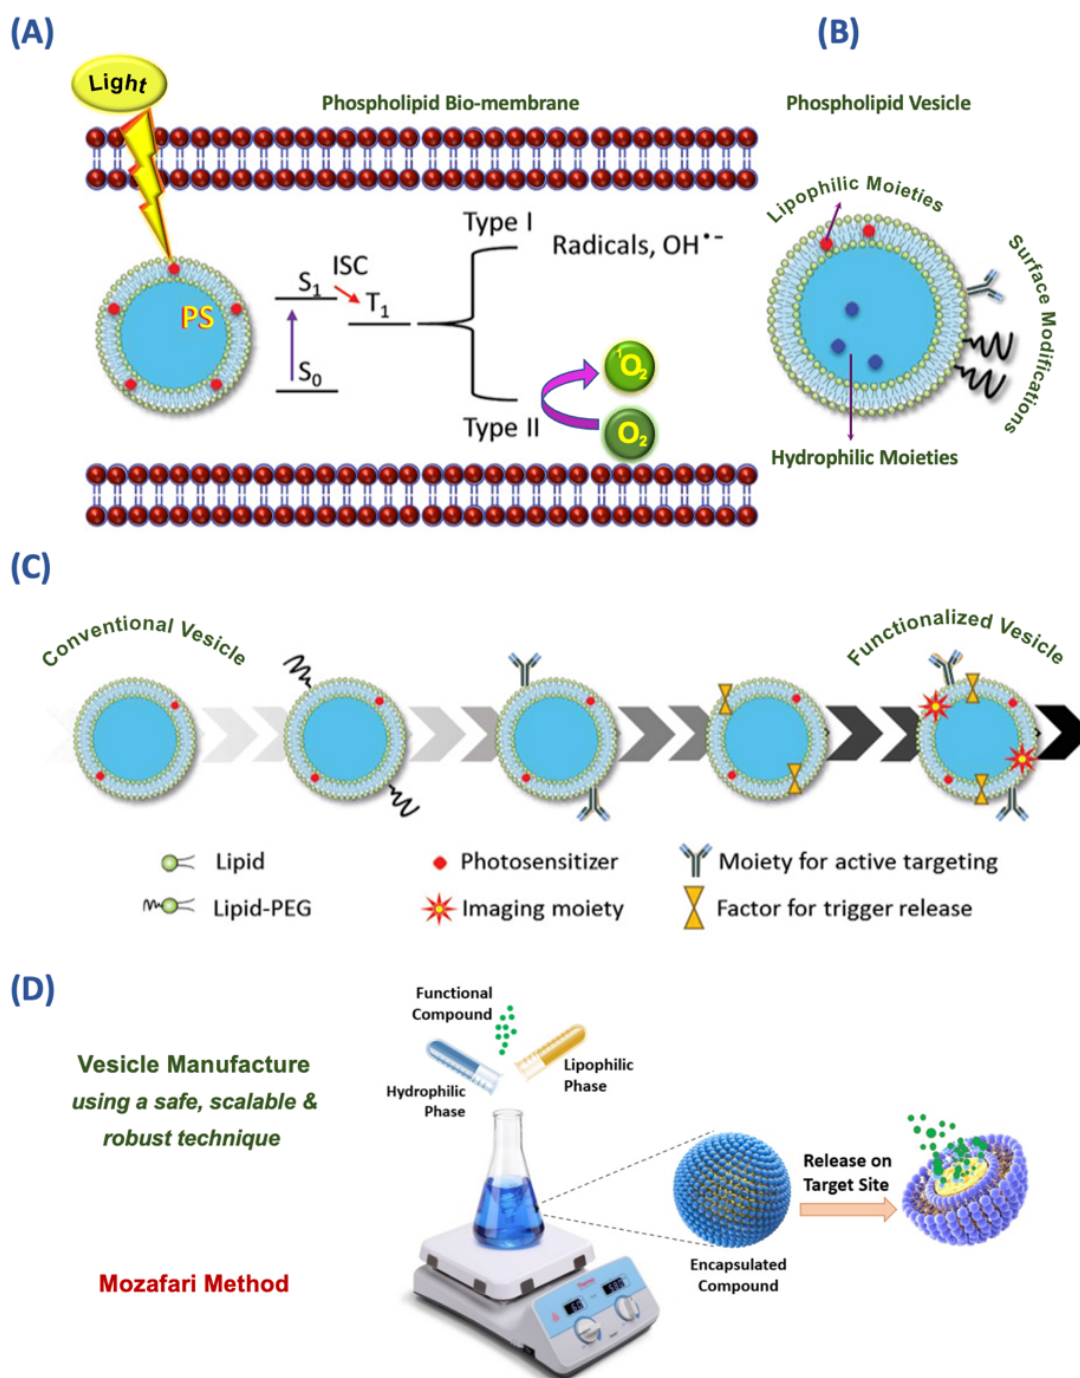 (A)
(B)
Light
Phospholipid Bio-membrane
Phospholipid Vesicle
PS
S0
S1
ISC
T1
Type I
Radicals, OH•−
Type II
1O2
O2
Lipophilic Moieties
Surface Modifications
Hydrophilic Moieties
(C)
Conventional Vesicle
Functionalized Vesicle
Lipid
Photosensitizer
Moiety for active targeting
Lipid-PEG
Imaging moiety
Factor for trigger release
(D)
Functional
Compound
Hydrophilic
Phase
Lipophilic
Phase
Vesicle Manufacture
using a safe, scalable &
robust technique
Release on
Target Site
Encapsulated
Compound
Mozafari Method